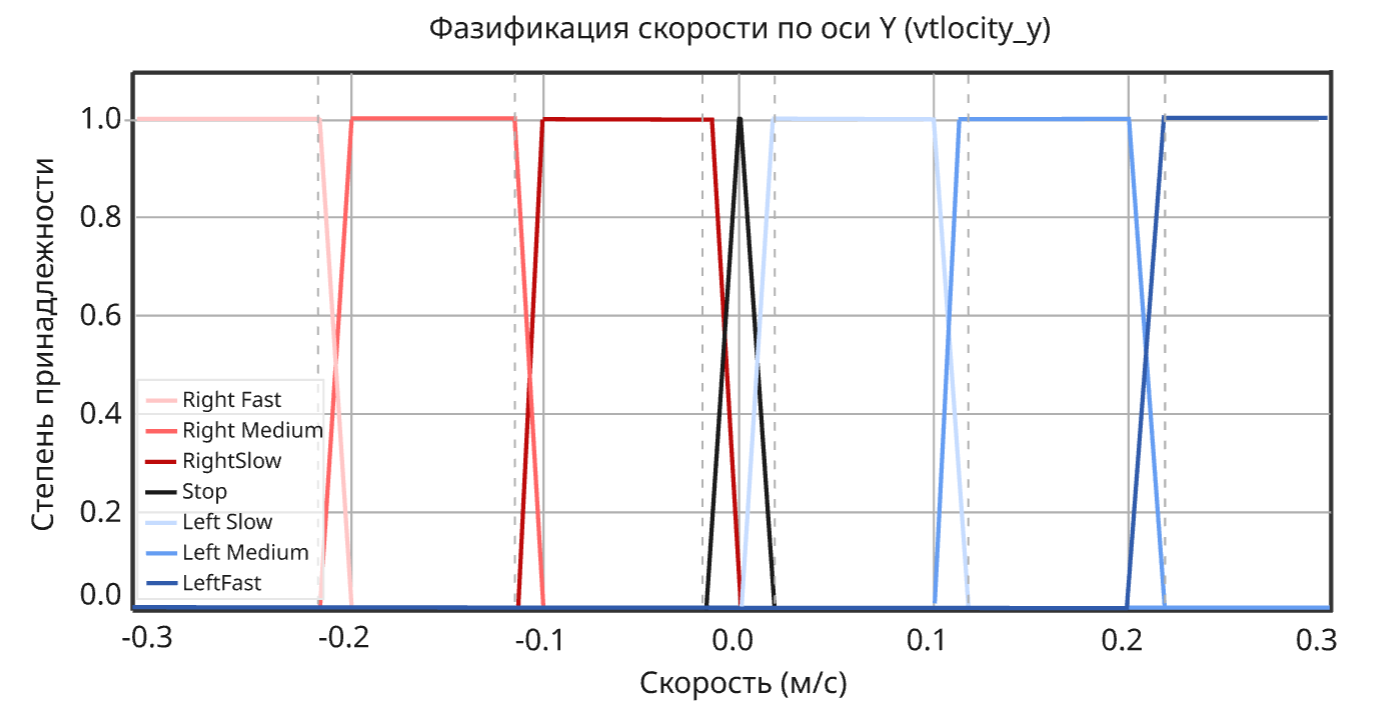 Фазификация скорости по оси Y (vtlocity_y)
Степень принадлежности
1.0
0.8
0.6
0.4
0.2
0.0
Right Fast
Right Medium
RightSlow
Stop
Left Slow
Left Medium
LeftFast
-0.3 -0.2 -0.1 0.0 0.1 0.2 0.3
Скорость (м/с)